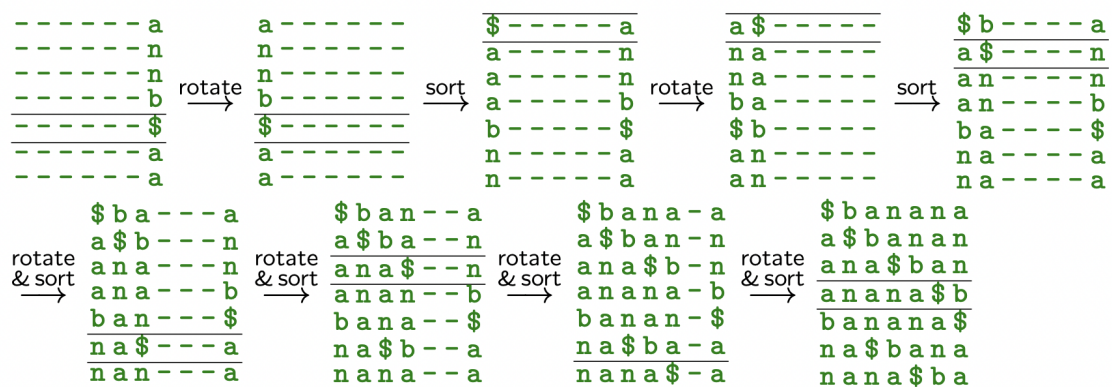 ------a
------n
------n
------b
------$
------a
------a
rotate
a------
n------
n------
b------
$------
a------
a------
sort
$-----a
a-----n
a-----n
a-----b
b-----$
n-----a
n-----a
rotate
a$-----
na-----
na-----
ba-----
$b-----
an-----
an-----
sort
$b----a
a$----n
an----n
an----b
ba----$
na----a
na----a
rotate
& sort
$ba---a
a$b---n
ana---n
ana---b
ban---$
na$---a
nan---a
rotate
& sort
$ban--a
a$ba--n
ana$--n
anan--b
bana--$
na$b--a
nana--a
rotate
& sort
$bana-a
a$ban-n
ana$b-n
anana-b
banan-$
na$ba-a
nana$-a
rotate
& sort
$banana
a$banan
ana$ban
anana$b
banana$
na$bana
nana$ba